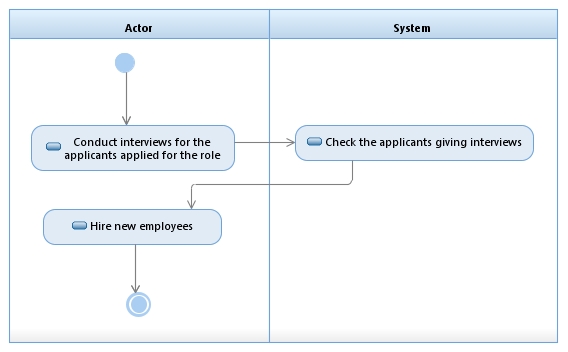 Actor
System
Conduct interviews for the
applicants applied for the role
Check the applicants giving interviews
Hire new employees